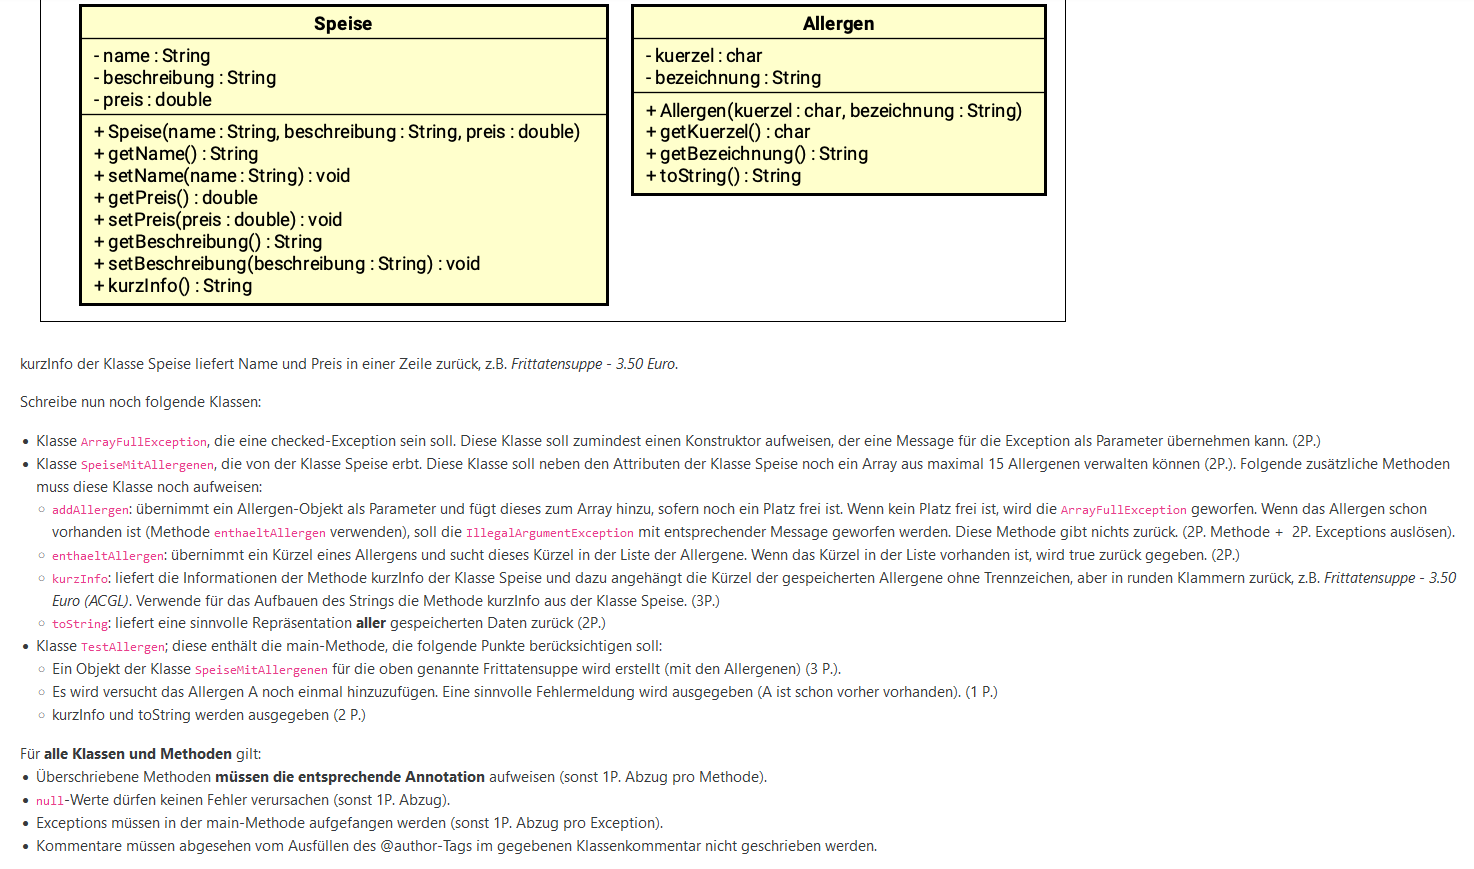 Speise
- name : String
- beschreibung : String
- preis : double
+ Speise(name : String, beschreibung : String, preis : double)
+ getName() : String
+ setName(name : String) : void
+ getPreis() : double
+ setPreis(preis : double) : void
+ getBeschreibung() : String
+ setBeschreibung(beschreibung : String) : void
+ kurzInfo() : String
Allergen
- kuerzel : char
- bezeichnung : String
+ Allergen(kuerzel : char, bezeichnung : String)
+ getKuerzel() : char
+ getBezeichnung() : String
+ toString() : String
kurzInfo der Klasse Speise liefert Name und Preis in einer Zeile zurück, z.B. Frittatensuppe - 3.50 Euro.
Schreibe nun noch folgende Klassen:
• Klasse ArrayFullException, die eine checked-Exception sein soll. Diese Klasse soll zumindest einen Konstruktor aufweisen, der eine Message für die Exception als Parameter übernehmen kann. (2P.)
• Klasse SpeiseMitAllergenen, die von der Klasse Speise erbt. Diese Klasse soll neben den Attributen der Klasse Speise noch ein Array aus maximal 15 Allergenen verwalten können (2P.). Folgende zusätzliche Methoden
muss diese Klasse noch aufweisen:
◦ addAllergen: übernimmt ein Allergen-Objekt als Parameter und fügt dieses zum Array hinzu, sofern noch ein Platz frei ist. Wenn kein Platz frei ist, wird die ArrayFullException geworfen. Wenn das Allergen schon
vorhanden ist (Methode enthaeltAllergen verwenden), soll die IllegalArgumentException mit entsprechender Message geworfen werden. Diese Methode gibt nichts zurück. (2P. Methode + 2P. Exceptions auslösen).
◦ enthaeltAllergen: übernimmt ein Kürzel eines Allergens und sucht dieses Kürzel in der Liste der Allergene. Wenn das Kürzel in der Liste vorhanden ist, wird true zurück gegeben. (2P.)
◦ kurzInfo: liefert die Informationen der Methode kurzInfo der Klasse Speise und dazu angehängt die Kürzel der gespeicherten Allergene ohne Trennzeichen, aber in runden Klammern zurück, z.B. Frittatensuppe - 3.50
Euro (ACGL). Verwende für das Aufbauen des Strings die Methode kurzInfo aus der Klasse Speise. (3P.)
◦ toString: liefert eine sinnvolle Repräsentation aller gespeicherten Daten zurück (2P.)
• Klasse TestAllergen; diese enthält die main-Methode, die folgende Punkte berücksichtigen soll:
◦ Ein Objekt der Klasse SpeiseMitAllergenen für die oben genannte Frittatensuppe wird erstellt (mit den Allergenen) (3 P.).
◦ Es wird versucht das Allergen A noch einmal hinzuzufügen. Eine sinnvolle Fehlermeldung wird ausgegeben (A ist schon vorher vorhanden). (1 P.)
◦ kurzInfo und toString werden ausgegeben (2 P.)
Für alle Klassen und Methoden gilt:
• Überschriebene Methoden müssen die entsprechende Annotation aufweisen (sonst 1P. Abzug pro Methode).
• null-Werte dürfen keinen Fehler verursachen (sonst 1P. Abzug).
• Exceptions müssen in der main-Methode aufgefangen werden (sonst 1P. Abzug pro Exception).
• Kommentare müssen abgesehen vom Ausfüllen des @author-Tags im gegebenen Klassenkommentar nicht geschrieben werden.